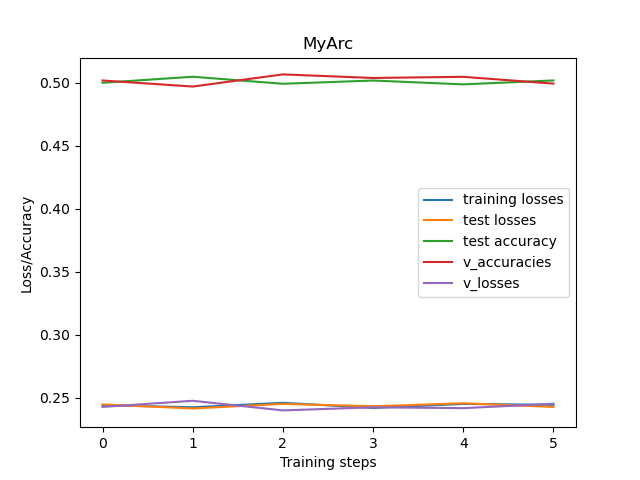 MyArc
0.50
0.45
0.40
0.35
0.30
0.25
Loss/Accuracy
training losses
test losses
test accuracy
v_accuracies
v_losses
0 1 2 3 4 5
Training steps